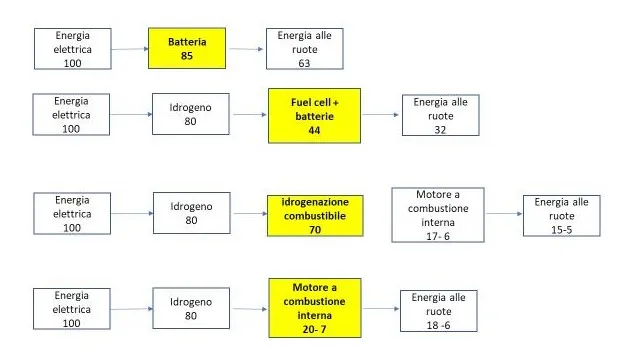 Energia
elettrica
100
Batteria
85
Energia alle
ruote
63
Energia
elettrica
100
Idrogeno
80
Fuel cell +
batterie
44
Energia alle
ruote
32
Energia
elettrica
100
Idrogeno
80
idrogenazione
combustibile
70
Motore a
combustione
interna
17- 6
Energia alle
ruote
15-5
Energia
elettrica
100
Idrogeno
80
Motore a
combustione
interna
20- 7
Energia alle
ruote
18 -6